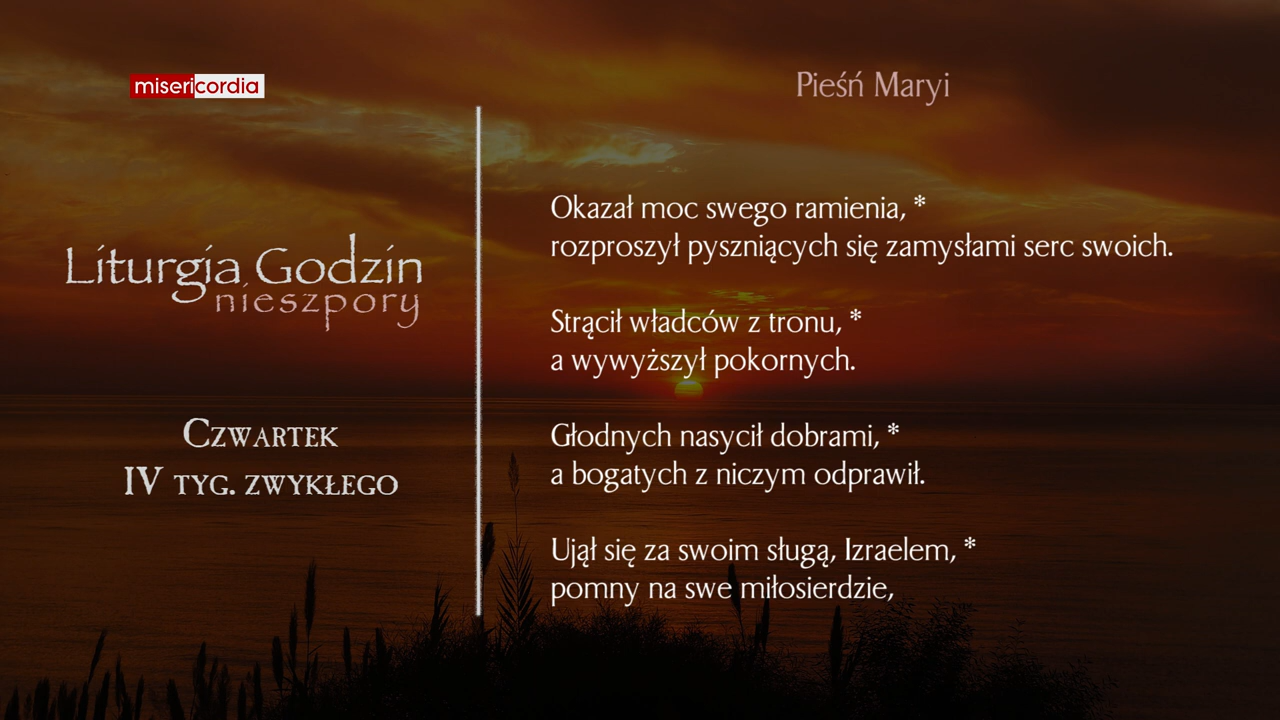 misericordia
Liturgia Godzin
nieszpory
Czwartek
IV tyg. zwykłego
Pieśń Maryi
Okazał moc swego ramienia, *
rozproszył pyszniących się zamysłami serc swoich.
Strącił władców z tronu, *
a wywyższył pokornych.
Głodnych nasycił dobrami, *
a bogatych z niczym odprawił.
Ujął się za swoim sługą, Izraelem, *
pomny na swe miłosierdzie,